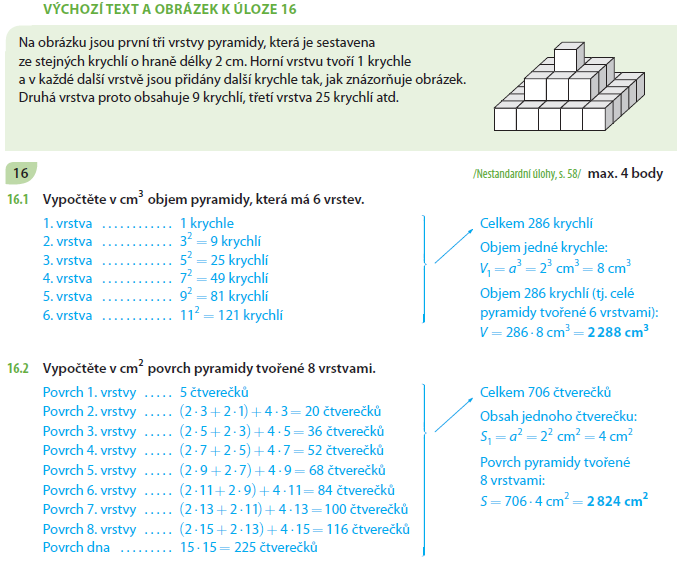 VÝCHOZÍ TEXT A OBRÁZEK K ÚLOZE 16
Na obrázku jsou první tři vrstvy pyramidy, která je sestavena
ze stejných krychlí o hraně délky 2 cm. Horní vrstvu tvoří 1 krychle
a v každé další vrstvě jsou přidány další krychle tak, jak znázorňuje obrázek.
Druhá vrstva proto obsahuje 9 krychlí, třetí vrstva 25 krychlí atd.
16 /Nestandardní úlohy, s. 58/ max. 4 body
16.1 Vypočtěte v cm³ objem pyramidy, která má 6 vrstev.
1. vrstva ............ 1 krychle
2. vrstva ............ 3² = 9 krychlí
3. vrstva ............ 5² = 25 krychlí
4. vrstva ............ 7² = 49 krychlí
5. vrstva ............ 9² = 81 krychlí
6. vrstva ............ 11² = 121 krychlí
Celkem 286 krychlí
Objem jedné krychle:
V₁ = a³ = 2³ cm³ = 8 cm³
Objem 286 krychlí (tj. celé
pyramidy tvořené 6 vrstvami):
V = 286 · 8 cm³ = 2 288 cm³
16.2 Vypočtěte v cm² povrch pyramidy tvořené 8 vrstvami.
Povrch 1. vrstvy ..... 5 čtverečků
Povrch 2. vrstvy ..... (2 · 3 + 2 · 1) + 4 · 3 = 20 čtverečků
Povrch 3. vrstvy ..... (2 · 5 + 2 · 3) + 4 · 5 = 36 čtverečků
Povrch 4. vrstvy ..... (2 · 7 + 2 · 5) + 4 · 7 = 52 čtverečků
Povrch 5. vrstvy ..... (2 · 9 + 2 · 7) + 4 · 9 = 68 čtverečků
Povrch 6. vrstvy ..... (2 · 11 + 2 · 9) + 4 · 11 = 84 čtverečků
Povrch 7. vrstvy ..... (2 · 13 + 2 · 11) + 4 · 13 = 100 čtverečků
Povrch 8. vrstvy ..... (2 · 15 + 2 · 13) + 4 · 15 = 116 čtverečků
Povrch dna ......... 15 · 15 = 225 čtverečků
Celkem 706 čtverečků
Obsah jednoho čtverečku:
S₁ = a² = 2² cm² = 4 cm²
Povrch pyramidy tvořené
8 vrstvami:
S = 706 · 4 cm² = 2 824 cm²